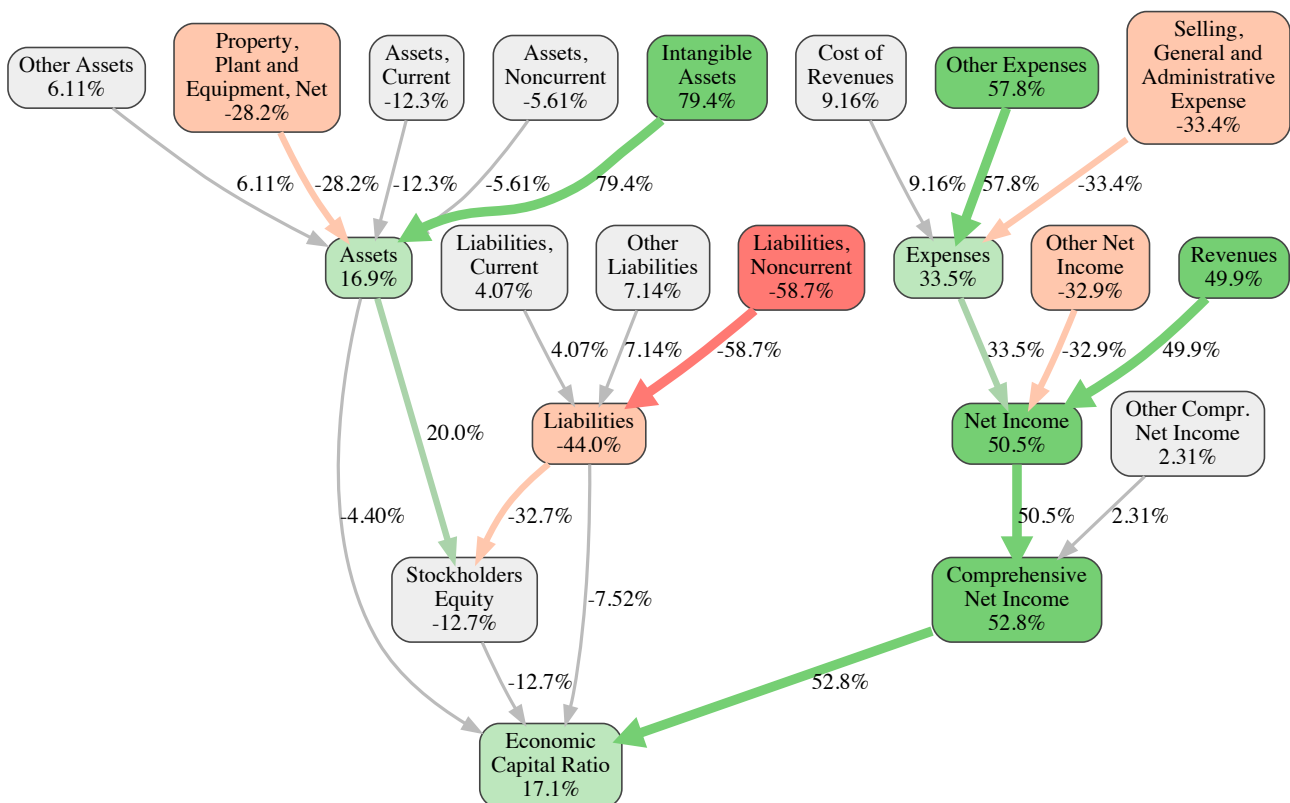 Other Assets
6.11%
Property,
Plant and
Equipment, Net
-28.2%
Assets,
Current
-12.3%
Assets,
Noncurrent
-5.61%
Intangible
Assets
79.4%
Cost of
Revenues
9.16%
Other Expenses
57.8%
Selling,
General and
Administrative
Expense
-33.4%
6.11%
-28.2%
-12.3%
-5.61%
79.4%
9.16%
57.8%
-33.4%
Assets
16.9%
Liabilities,
Current
4.07%
Other
Liabilities
7.14%
Liabilities,
Noncurrent
-58.7%
Expenses
33.5%
Other Net
Income
-32.9%
Revenues
49.9%
4.07%
7.14%
-58.7%
33.5%
-32.9%
49.9%
20.0%
Liabilities
-44.0%
Net Income
50.5%
Other Compr.
Net Income
2.31%
-4.40%
-32.7%
50.5%
2.31%
Stockholders
Equity
-12.7%
-7.52%
Comprehensive
Net Income
52.8%
-12.7%
52.8%
Economic
Capital Ratio
17.1%